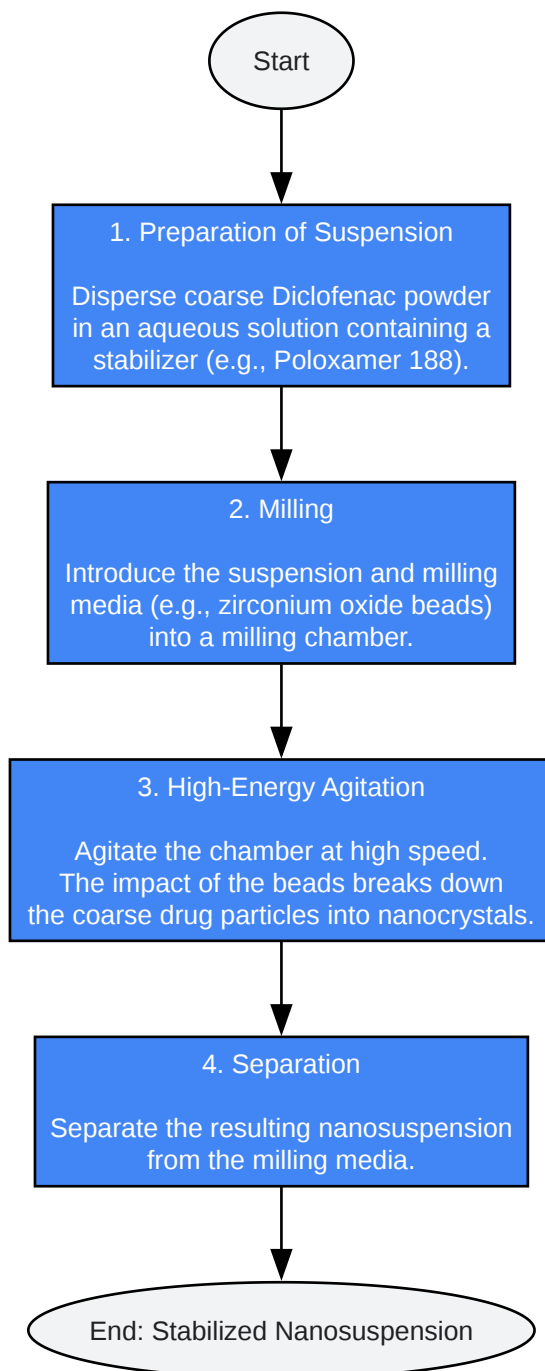 Start
1. Preparation of Suspension
Disperse coarse Diclofenac powder
in an aqueous solution containing a
stabilizer (e.g., Poloxamer 188).
2. Milling
Introduce the suspension and milling
media (e.g., zirconium oxide beads)
into a milling chamber.
3. High-Energy Agitation
Agitate the chamber at high speed.
The impact of the beads breaks down
the coarse drug particles into nanocrystals.
4. Separation
Separate the resulting nanosuspension
from the milling media.
End: Stabilized Nanosuspension